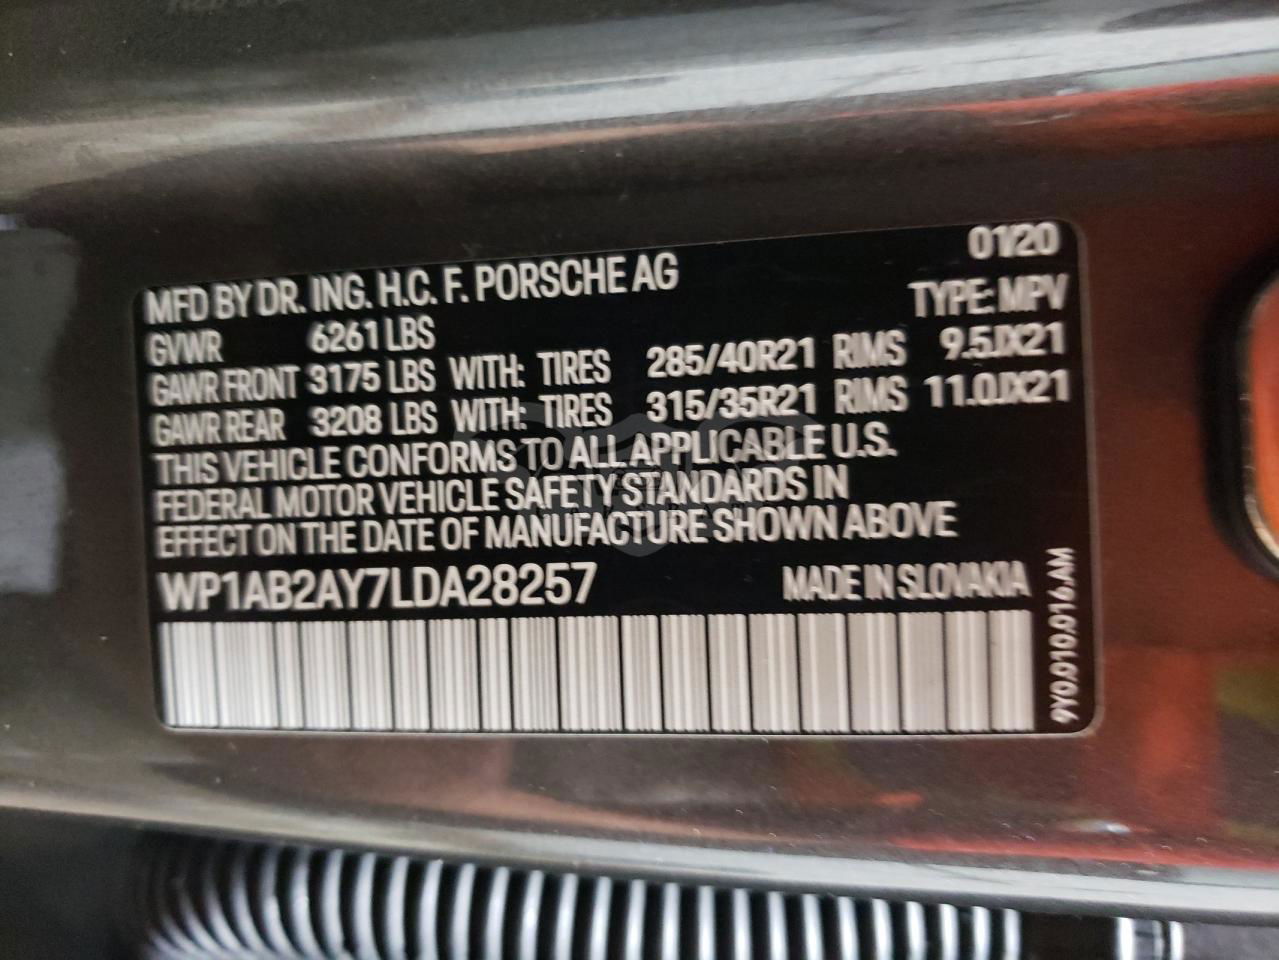 01/20
MFD BY DR. ING. H.C. F. PORSCHE AG TYPE: MPV
GVWR 6261 LBS
GAWR FRONT 3175 LBS WITH: TIRES 285/40R21 RIMS 9.5JX21
GAWR REAR 3208 LBS WITH: TIRES 315/35R21 RIMS 11.0JX21
THIS VEHICLE CONFORMS TO ALL APPLICABLE U.S.
FEDERAL MOTOR VEHICLE SAFETY STANDARDS IN
EFFECT ON THE DATE OF MANUFACTURE SHOWN ABOVE
WP1AB2AY7LDA28257 MADE IN SLOVAKIA
9Y0.010.016.AM